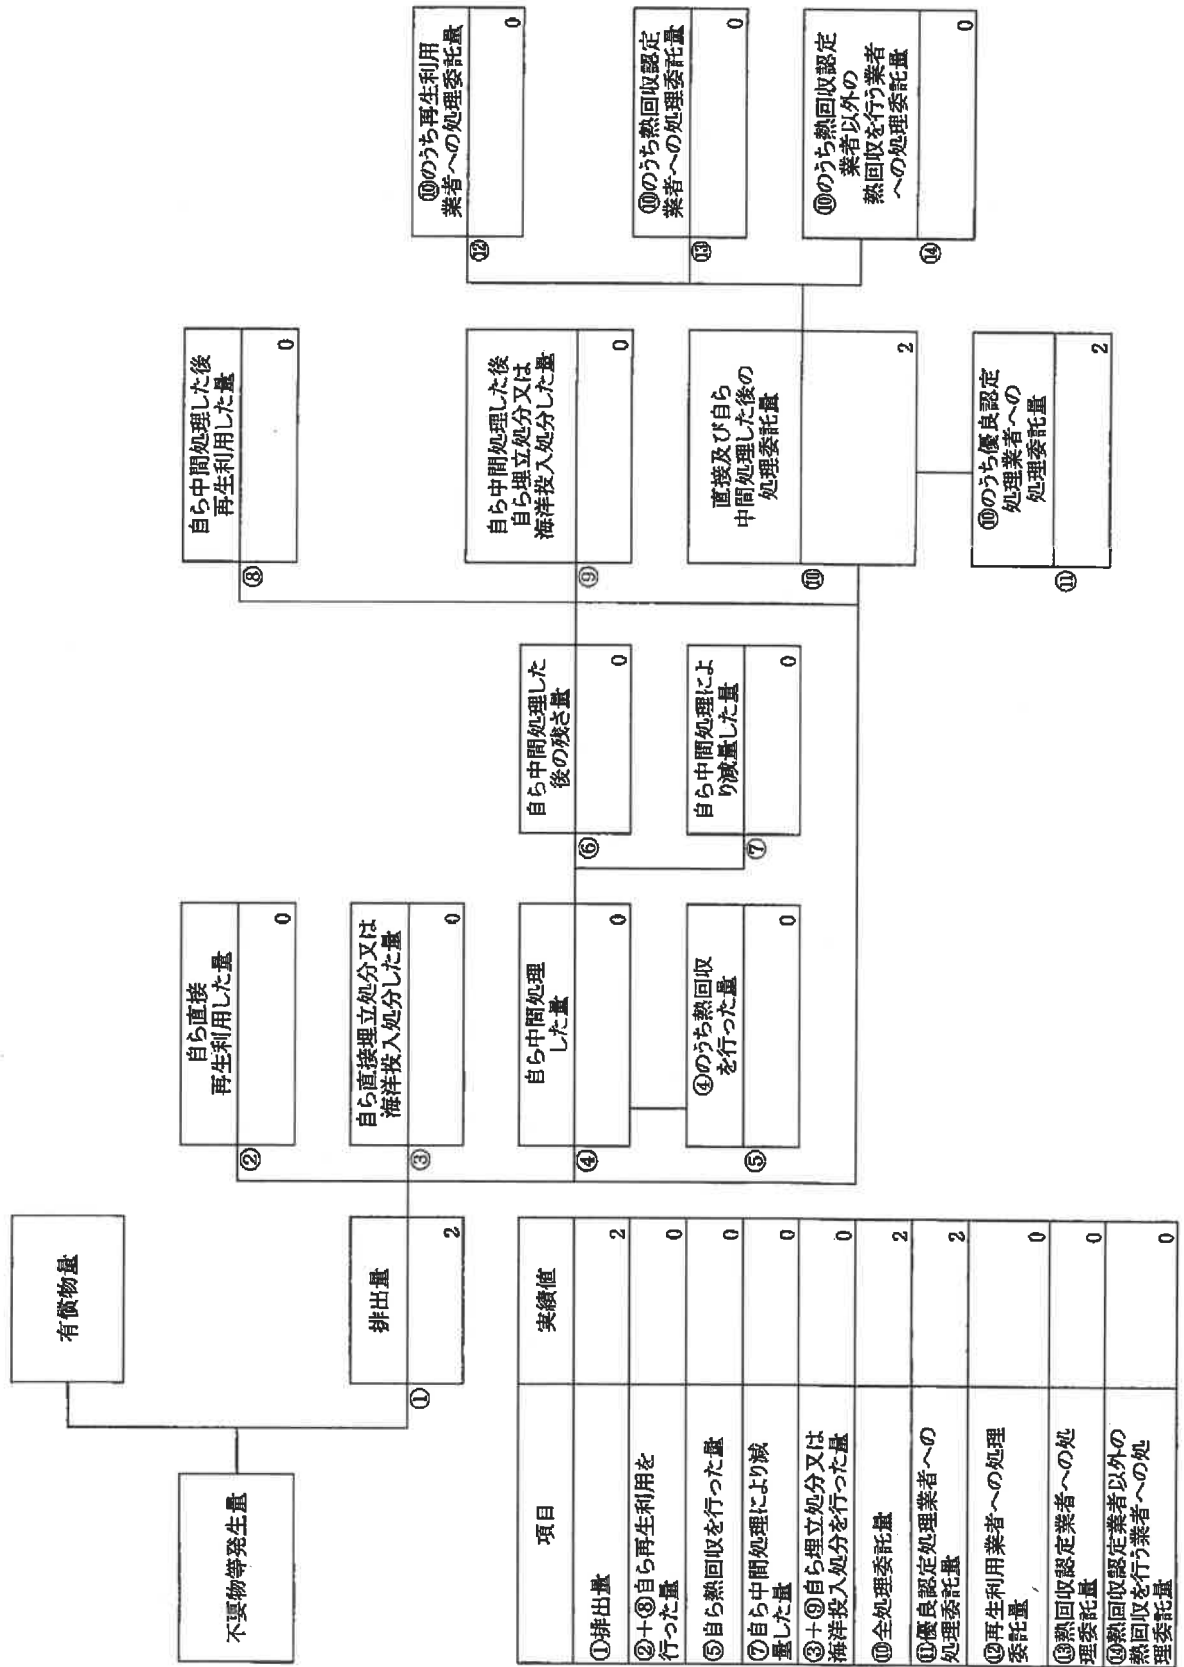 不要物等発生量
有償物量
①
排出量
2
②
自ら直接
再生利用した量
0
③
自ら直接埋立処分又は
海洋投入処分した量
0
④
自ら中間処理
した量
0
⑤
④のうち熱回収
を行った量
0
⑥
自ら中間処理した
後の残さ量
0
⑦
自ら中間処理によ
り減量した量
0
⑧
自ら中間処理した後
再生利用した量
0
⑨
自ら中間処理した後
自ら埋立処分又は
海洋投入処分した量
0
⑩
直接及び自ら
中間処理した後の
処理委託量
2
⑪
⑩のうち優良認定
処理業者への
処理委託量
2
⑫
⑩のうち再生利用
業者への処理委託量
0
⑬
⑩のうち熱回収認定
業者への処理委託量
0
⑭
⑩のうち熱回収認定
業者以外の
熱回収を行う業者
への処理委託量
0
項目 実績値
①排出量 2
②+⑧自ら再生利用を
行った量 0
⑤自ら熱回収を行った量 0
⑦自ら中間処理により減
量した量 0
③+⑨自ら埋立処分又は
海洋投入処分を行った量 0
⑩全処理委託量 2
⑪優良認定処理業者への
処理委託量 2
⑫再生利用業者への処理
委託量 0
⑬熱回収認定業者への処
理委託量 0
⑭熱回収認定業者以外の
熱回収を行う業者への処
理委託量 0